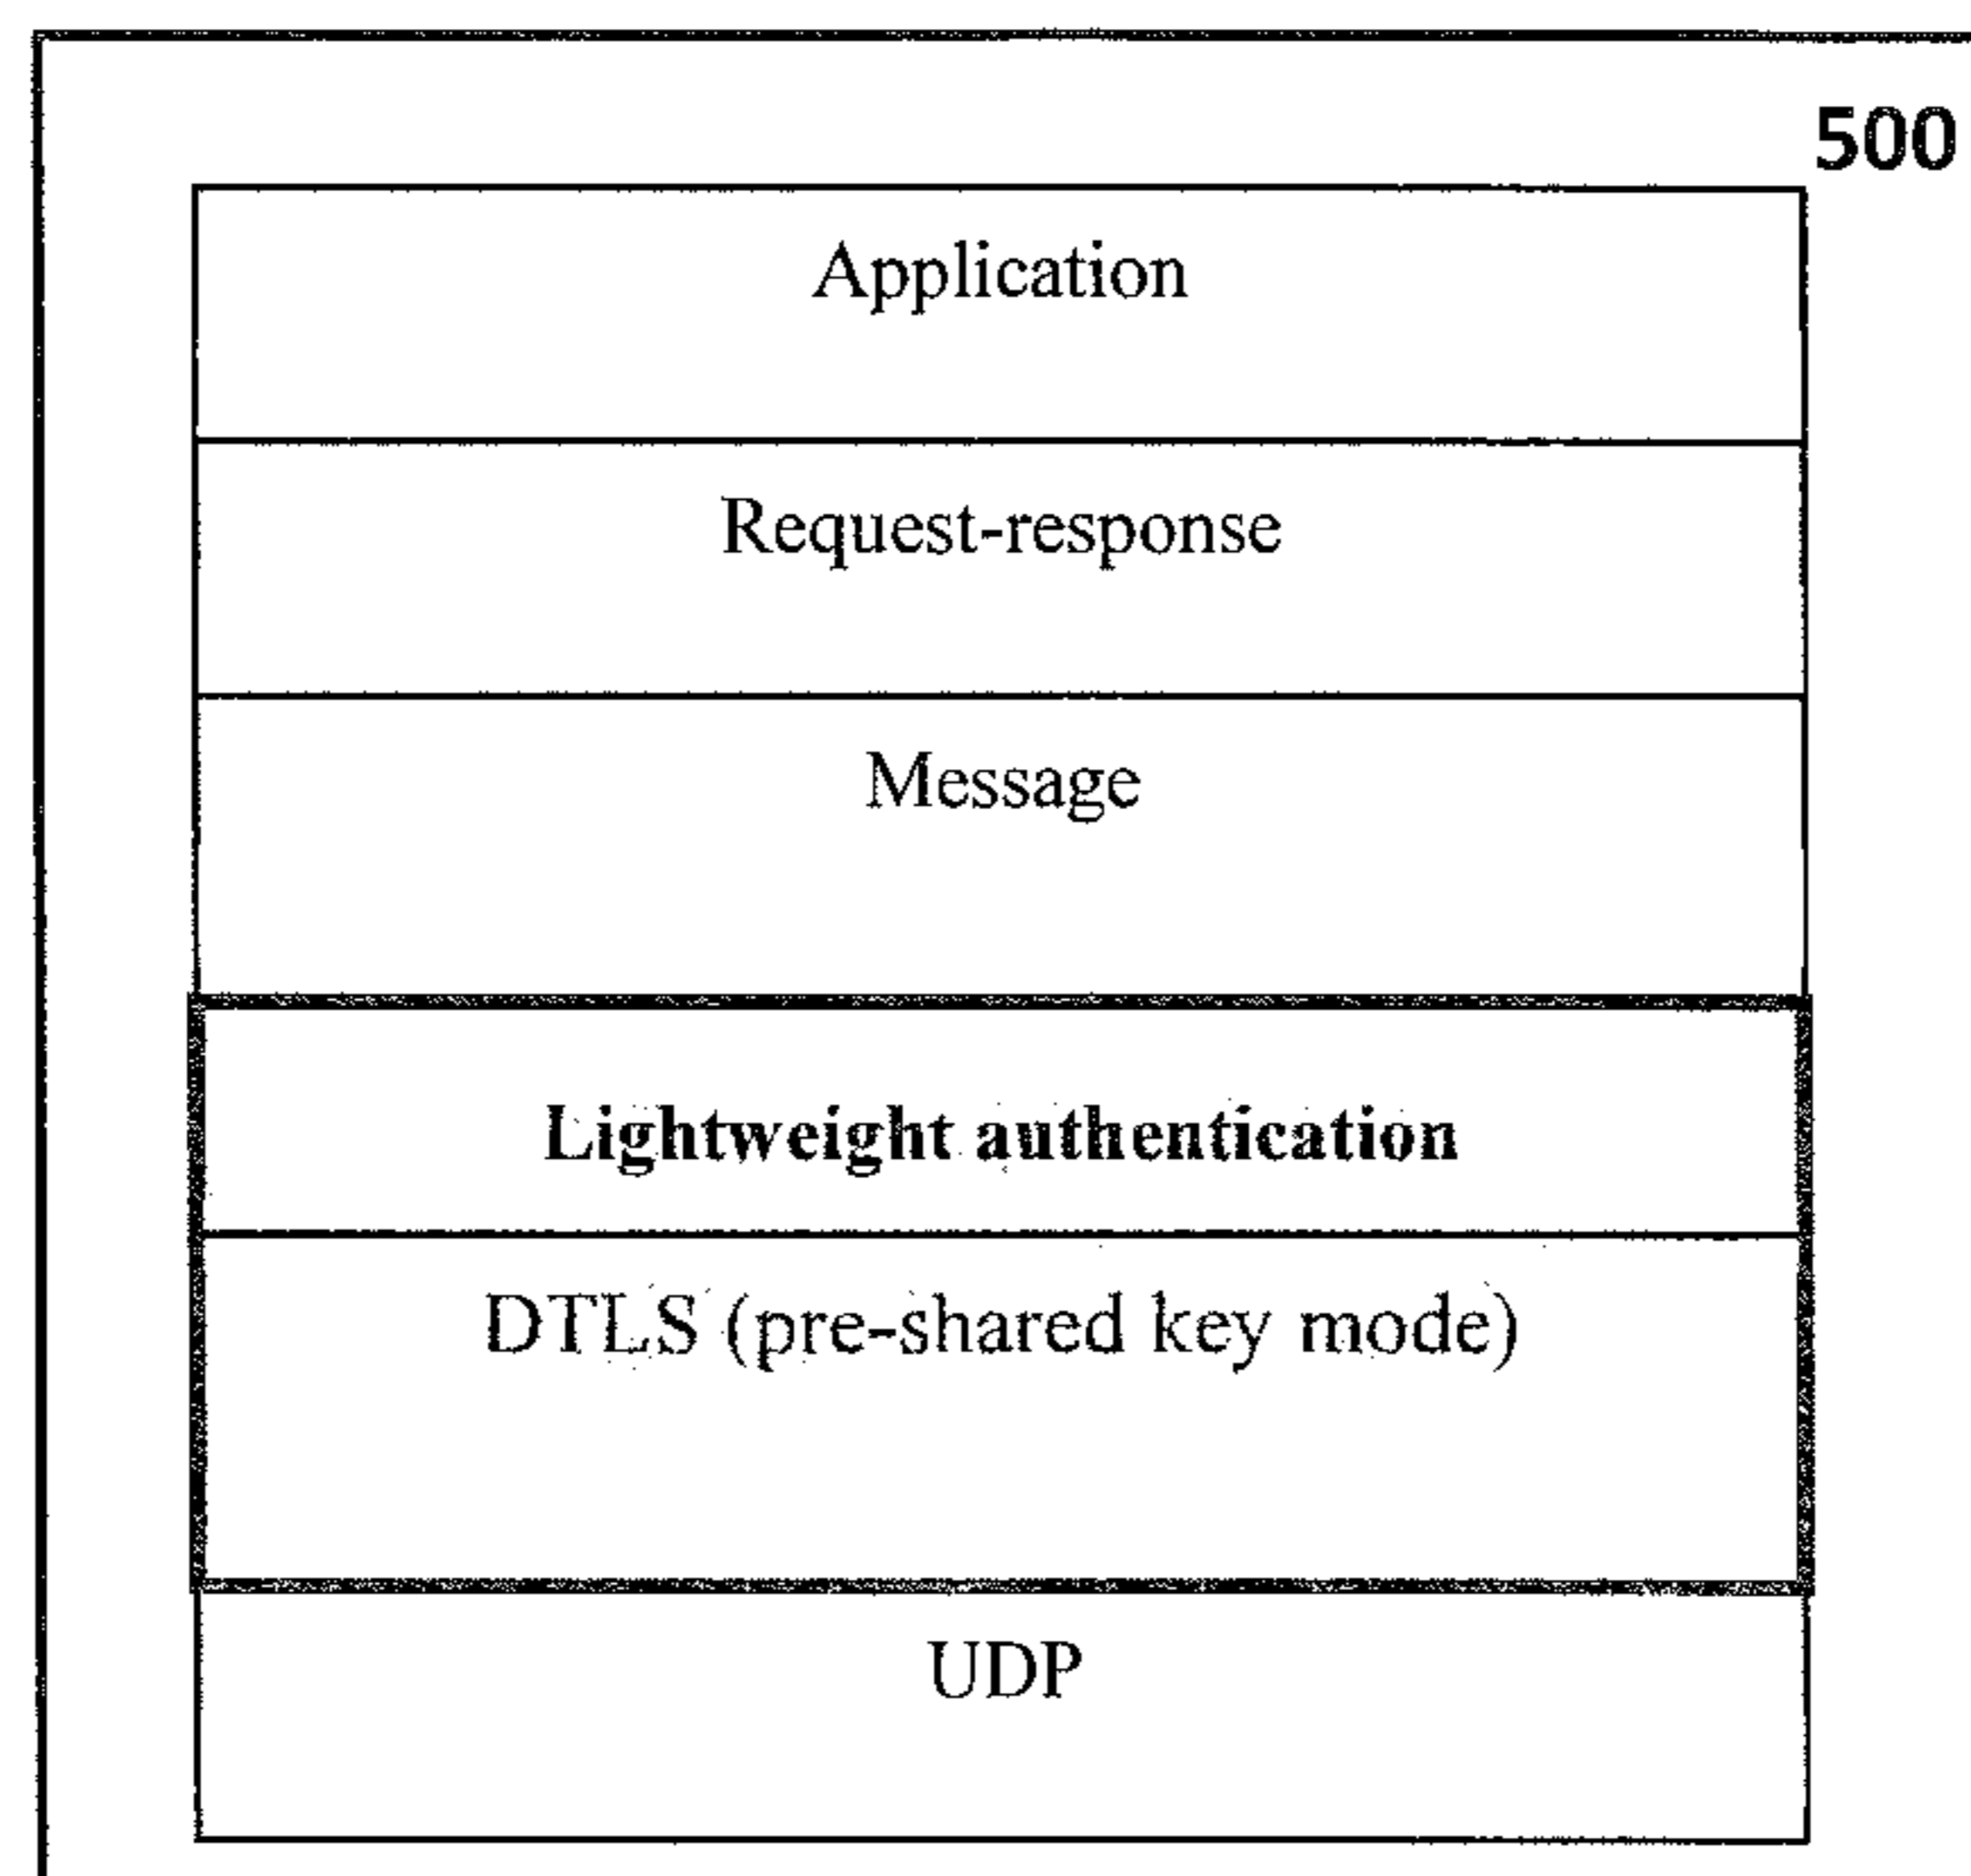 500
Application
Request-response
Message
Lightweight authentication
DTLS (pre-shared key mode)
UDP